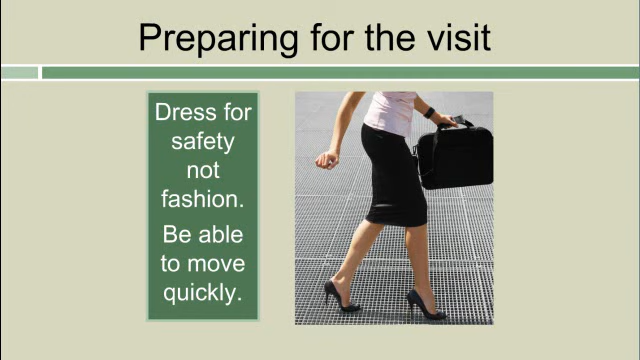 Preparing for the visit
Dress for
safety
not
fashion.
Be able
to move
quickly.